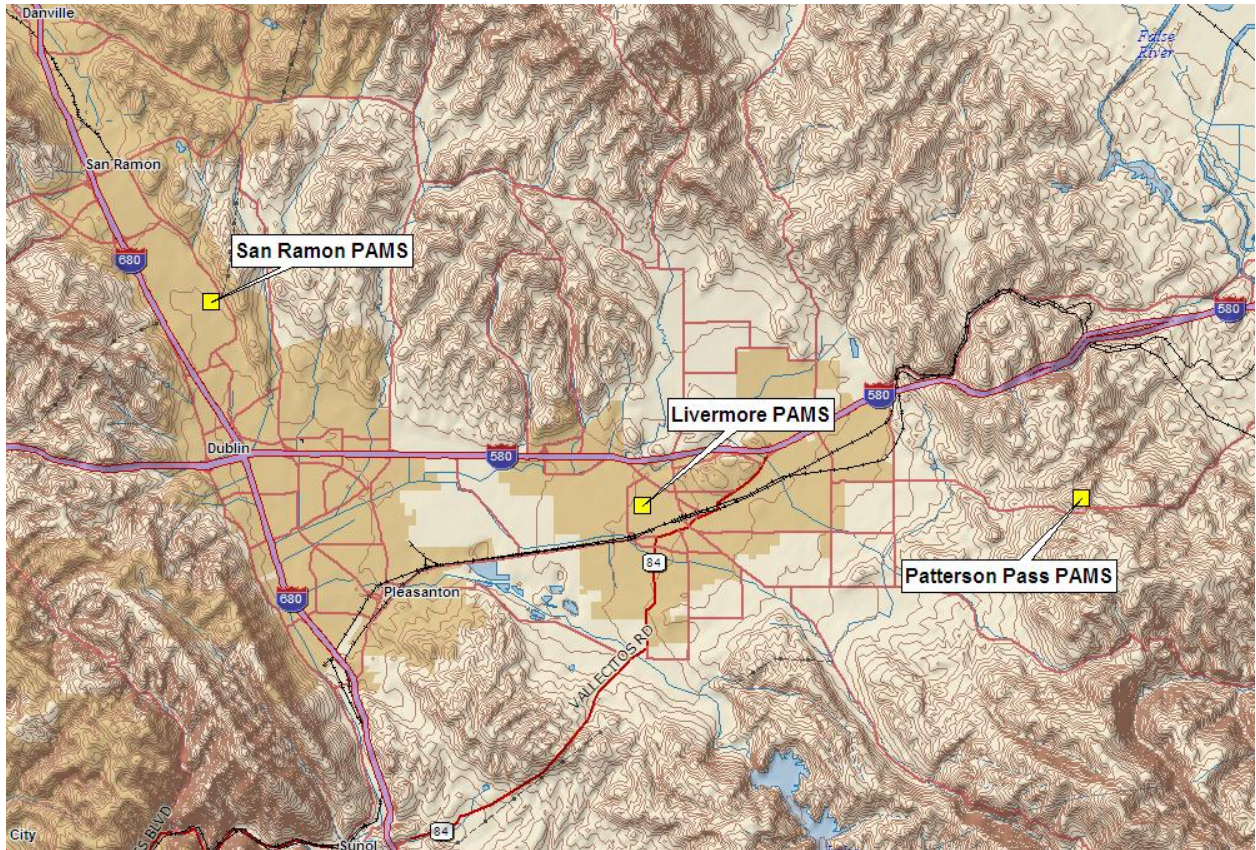 Danville
False
River
San Ramon
San Ramon PAMS
680
580
580
Livermore PAMS
Dublin
580
84
Patterson Pass PAMS
Pleasanton
680
VALLECITOS RD
84
City
BLVD
Sunol